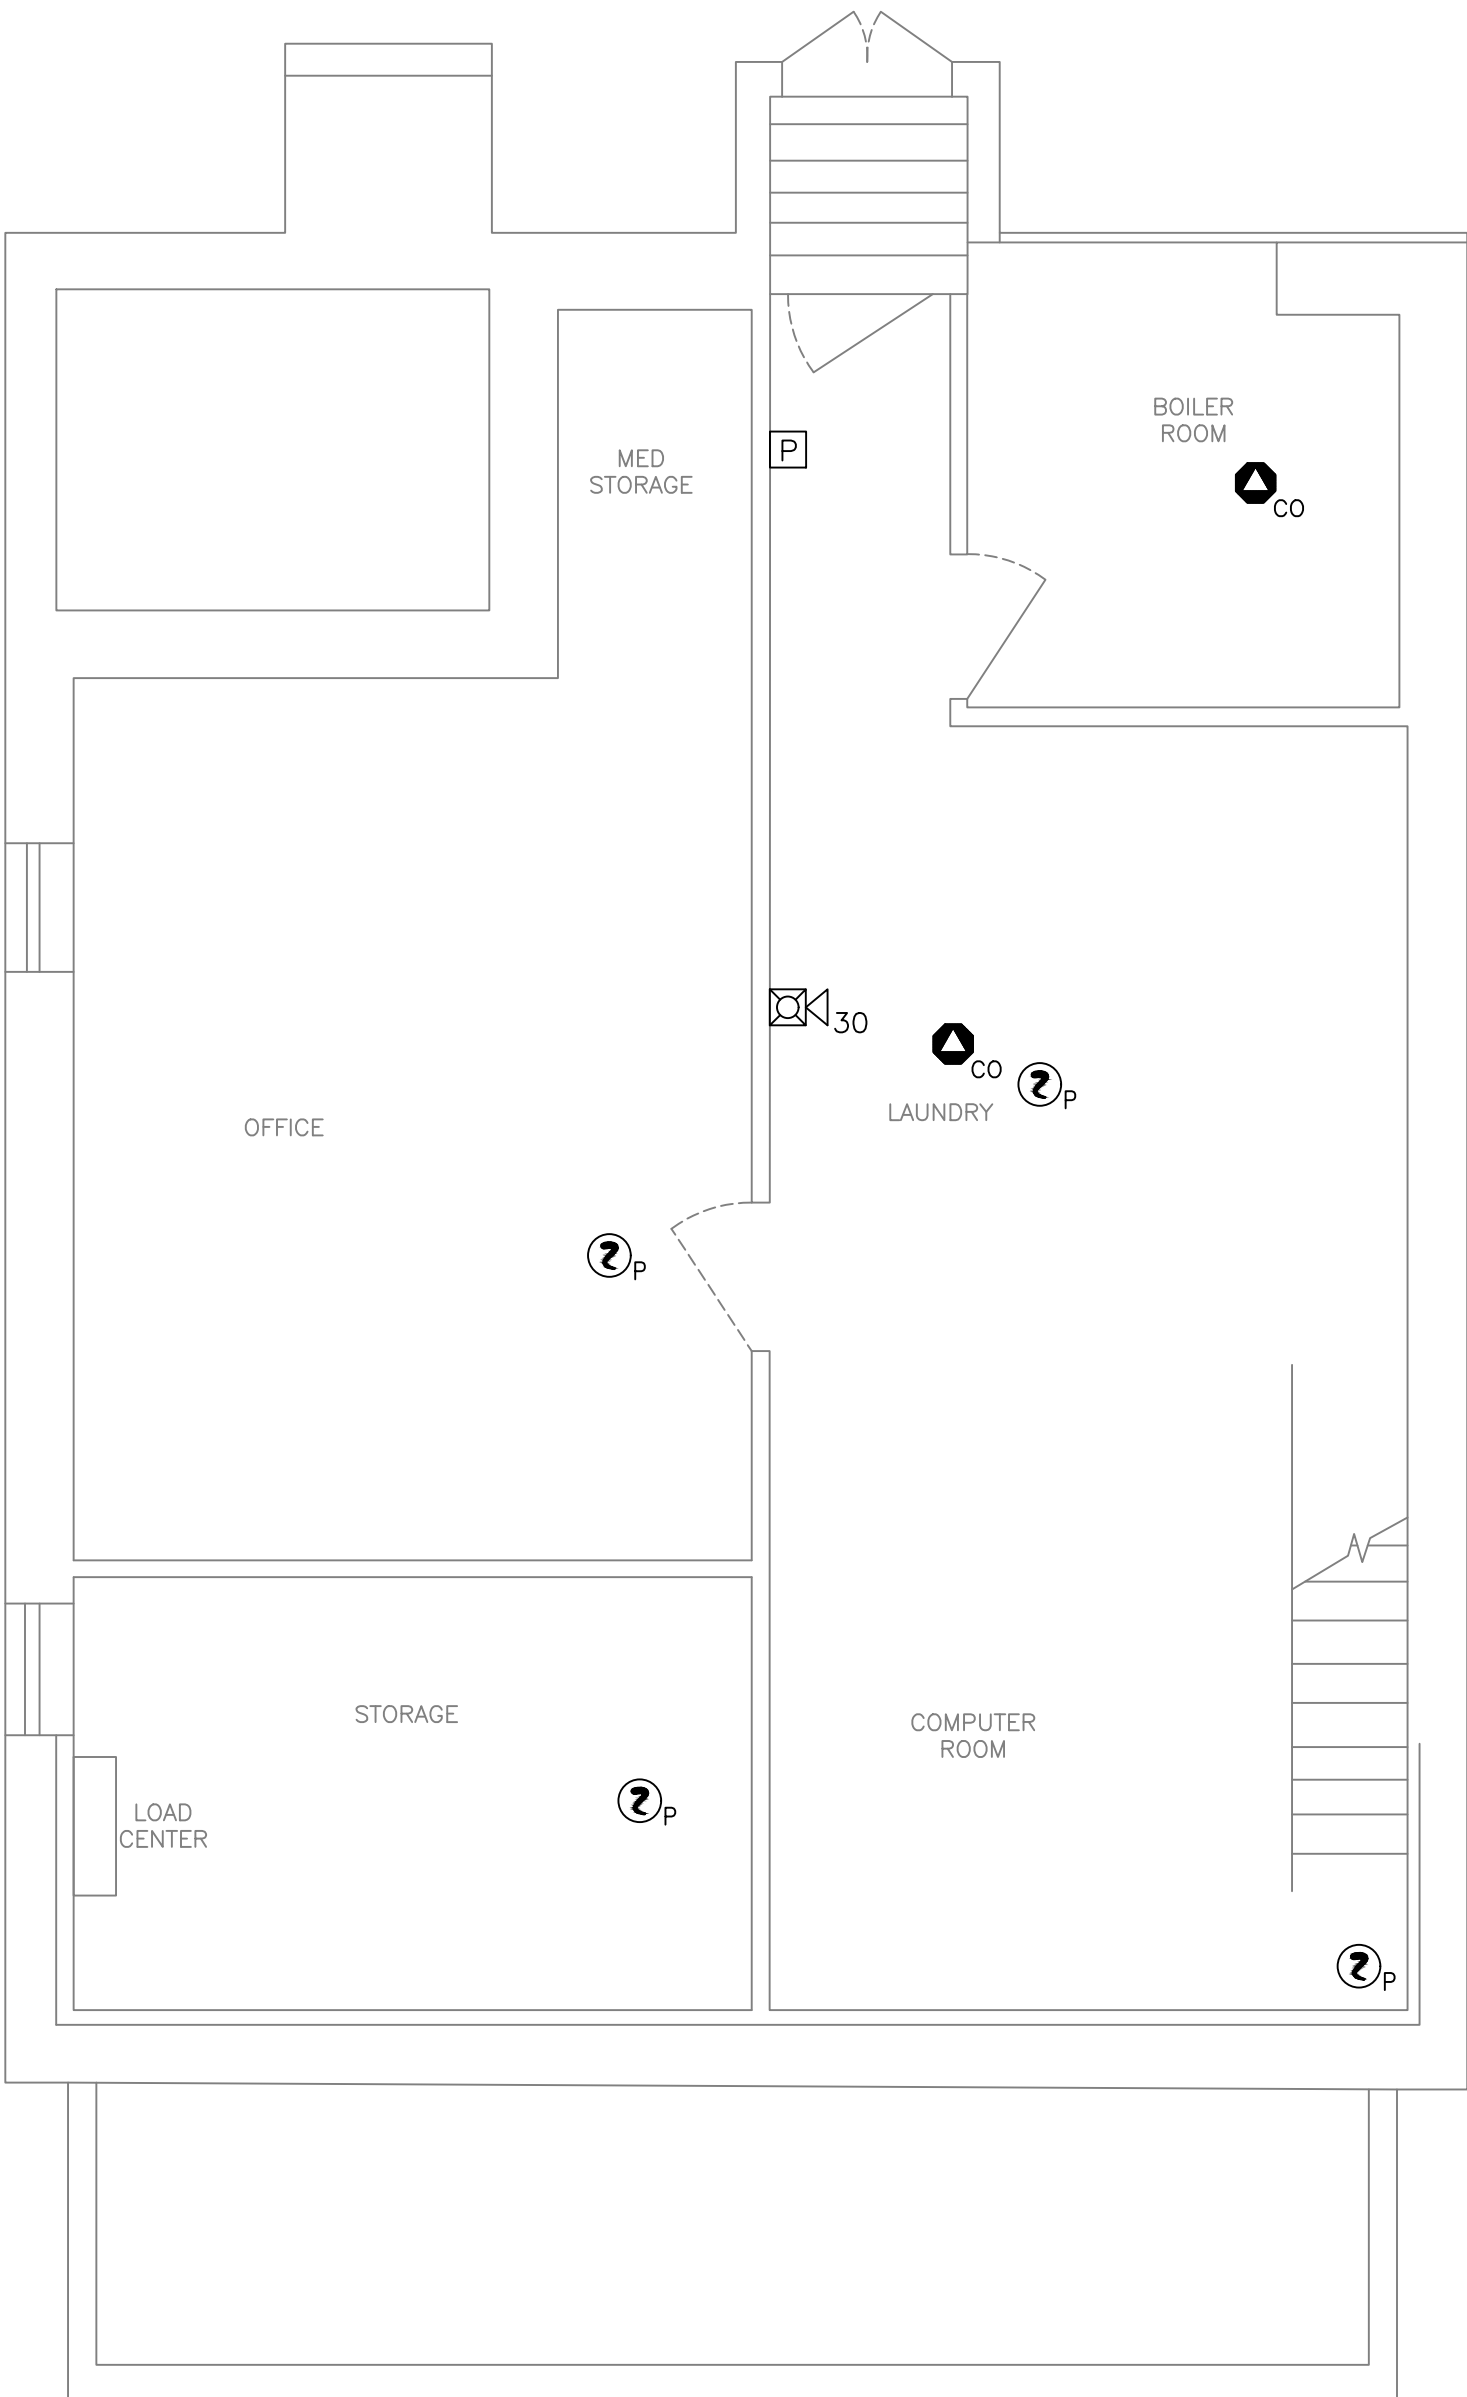 BOILER
ROOM
MED
STORAGE
P
CO
30
CO
P
LAUNDRY
OFFICE
P
STORAGE
COMPUTER
ROOM
LOAD
CENTER
P
P